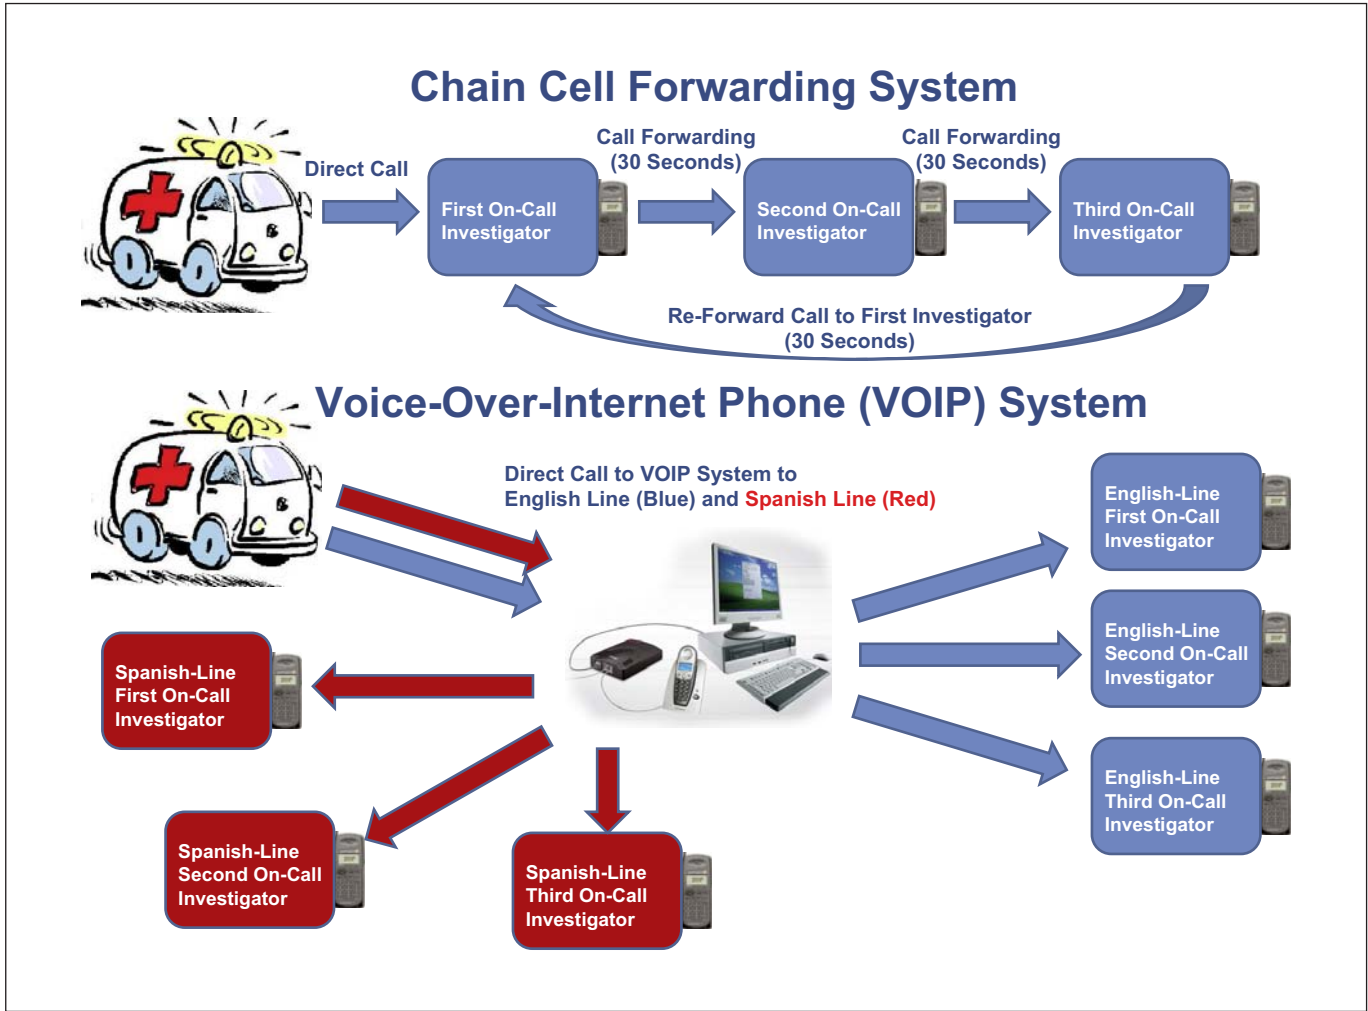 Chain Cell Forwarding System
Direct Call
Call Forwarding
(30 Seconds)
Call Forwarding
(30 Seconds)
First On-Call
Investigator
Second On-Call
Investigator
Third On-Call
Investigator
Re-Forward Call to First Investigator
(30 Seconds)
Voice-Over-Internet Phone (VOIP) System
Direct Call to VOIP System to
English Line (Blue) and Spanish Line (Red)
English-Line
First On-Call
Investigator
English-Line
Second On-Call
Investigator
English-Line
Third On-Call
Investigator
Spanish-Line
First On-Call
Investigator
Spanish-Line
Second On-Call
Investigator
Spanish-Line
Third On-Call
Investigator